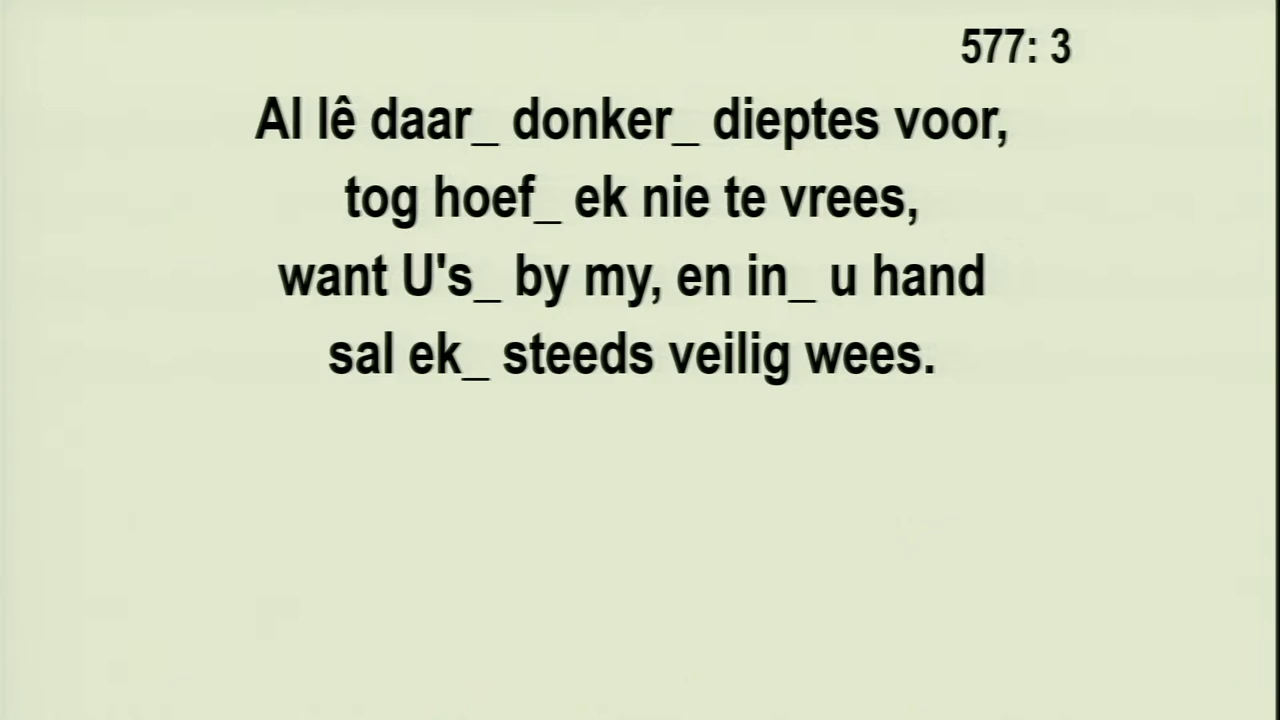 577: 3
Al lê daar_ donker_ dieptes voor,
tog hoef_ ek nie te vrees,
want U's_ by my, en in_ u hand
sal ek_ steeds veilig wees.